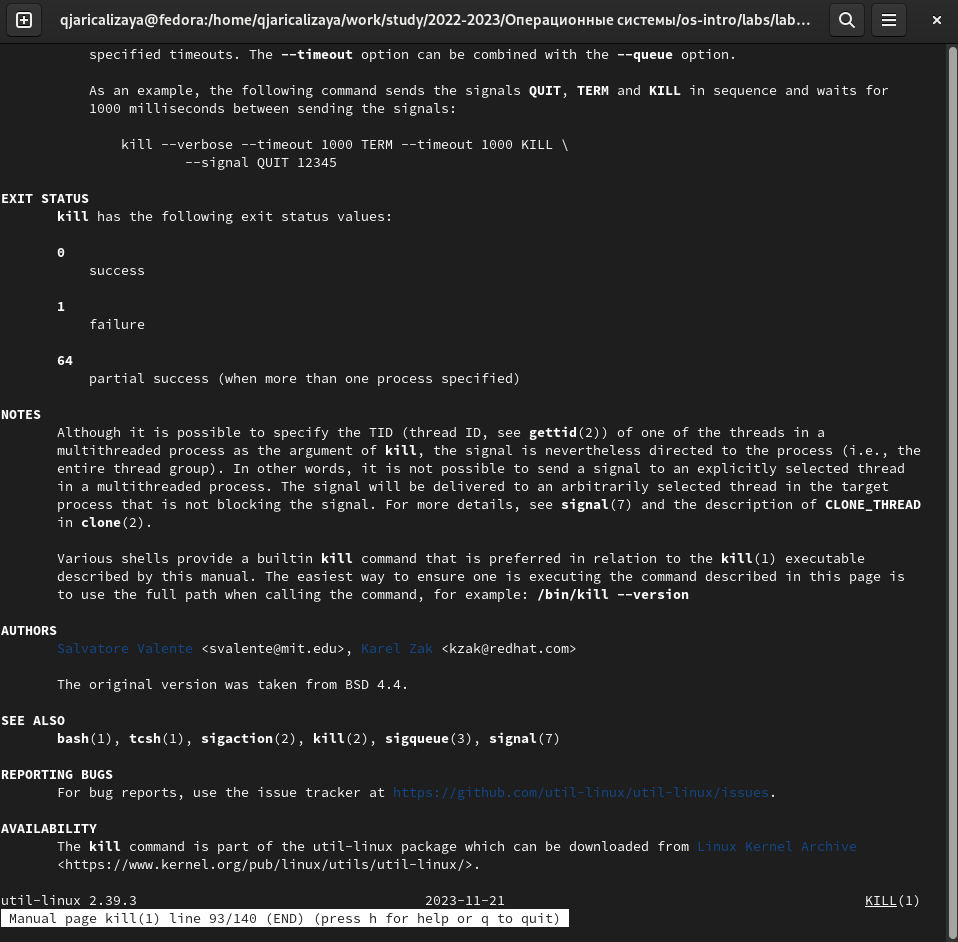 qjaricalizaya@fedora:/home/qjaricalizaya/work/study/2022-2023/Операционные системы/os-intro/labs/lab...
specified timeouts. The --timeout option can be combined with the --queue option.
As an example, the following command sends the signals QUIT, TERM and KILL in sequence and waits for
1000 milliseconds between sending the signals:
kill --verbose --timeout 1000 TERM --timeout 1000 KILL \
--signal QUIT 12345
EXIT STATUS
kill has the following exit status values:
0
success
1
failure
64
partial success (when more than one process specified)
NOTES
Although it is possible to specify the TID (thread ID, see gettid(2)) of one of the threads in a
multithreaded process as the argument of kill, the signal is nevertheless directed to the process (i.e., the
entire thread group). In other words, it is not possible to send a signal to an explicitly selected thread
in a multithreaded process. The signal will be delivered to an arbitrarily selected thread in the target
process that is not blocking the signal. For more details, see signal(7) and the description of CLONE_THREAD
in clone(2).
Various shells provide a builtin kill command that is preferred in relation to the kill(1) executable
described by this manual. The easiest way to ensure one is executing the command described in this page is
to use the full path when calling the command, for example: /bin/kill --version
AUTHORS
Salvatore Valente <svalente@mit.edu>, Karel Zak <kzak@redhat.com>
The original version was taken from BSD 4.4.
SEE ALSO
bash(1), tcsh(1), sigaction(2), kill(2), sigqueue(3), signal(7)
REPORTING BUGS
For bug reports, use the issue tracker at https://github.com/util-linux/util-linux/issues.
AVAILABILITY
The kill command is part of the util-linux package which can be downloaded from Linux Kernel Archive
<https://www.kernel.org/pub/linux/utils/util-linux/>.
util-linux 2.39.3 2023-11-21 KILL(1)
Manual page kill(1) line 93/140 (END) (press h for help or q to quit)